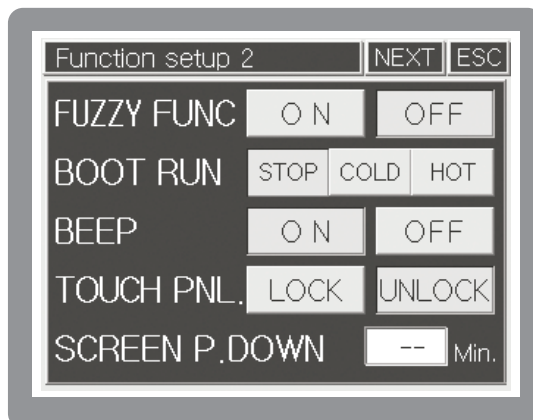 Function setup 2 NEXT ESC
FUZZY FUNC O N OFF
BOOT RUN STOP COLD HOT
BEEP O N OFF
TOUCH PNL. LOCK UNLOCK
SCREEN P.DOWN -- Min.